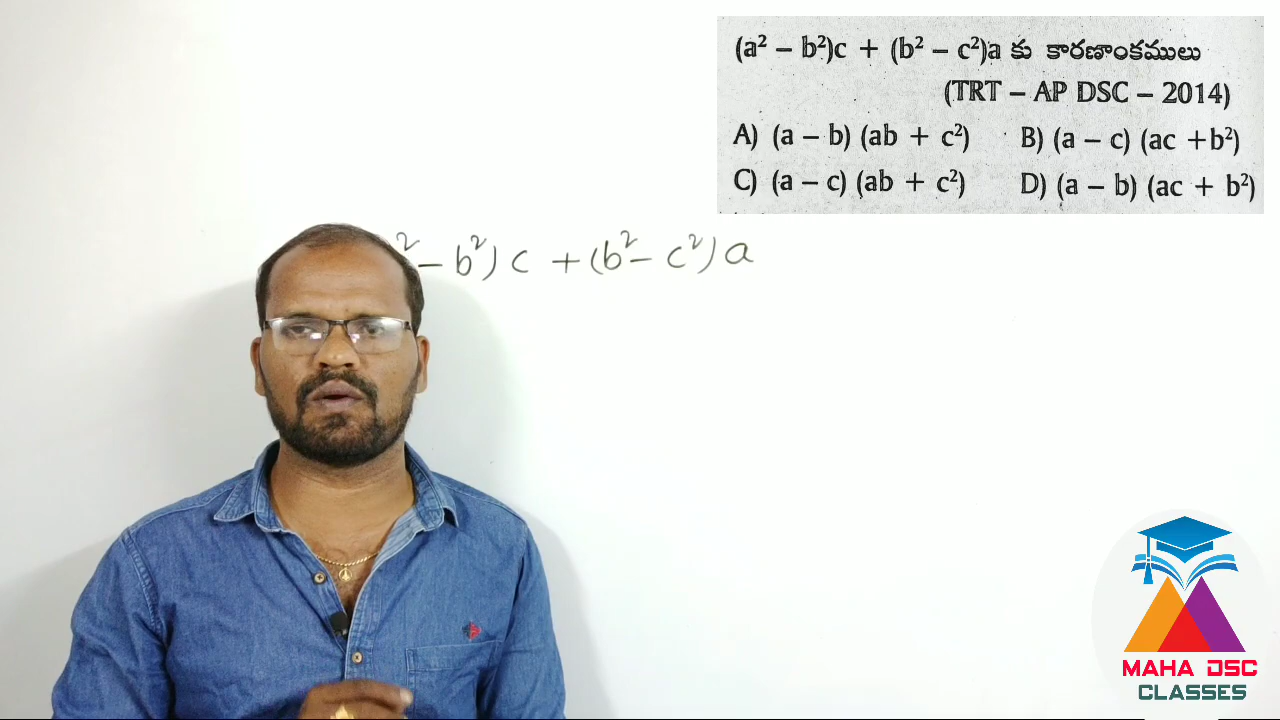 (a² – b²)c + (b² – c²)a కు కారణాంకములు
(TRT – AP DSC – 2014)
A) (a – b) (ab + c²) B) (a – c) (ac +b²)
C) (a – c) (ab + c²) D) (a – b) (ac + b²)
² – b²) c + (b² – c²) a
MAHA DSC
CLASSES